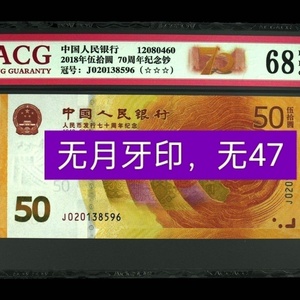 ACG
NG GUARANTY
中国人民银行 12080460
2018年伍拾圆 70周年纪念钞
冠号: J020138596 (☆☆☆)
70
68
中国人民银行
人民币发行七十周年纪念
50
伍拾圆
无月牙印，无47
50
J020138596